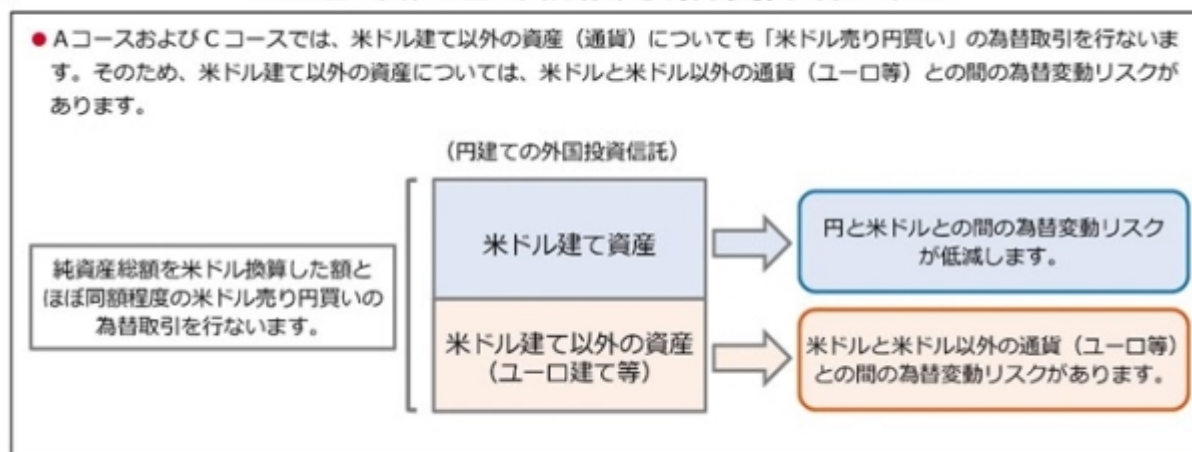 ● AコースおよびCコースでは、米ドル建て以外の資産（通貨）についても「米ドル売り円買い」の為替取引を行ないま
す。そのため、米ドル建て以外の資産については、米ドルと米ドル以外の通貨（ユーロ等）との間の為替変動リスクが
あります。
（円建ての外国投資信託）
純資産総額を米ドル換算した額と
ほぼ同額程度の米ドル売り円買いの
為替取引を行ないます。
米ドル建て資産
円と米ドルとの間の為替変動リスク
が低減します。
米ドル建て以外の資産
（ユーロ建て等）
米ドルと米ドル以外の通貨（ユーロ等）
との間の為替変動リスクがあります。